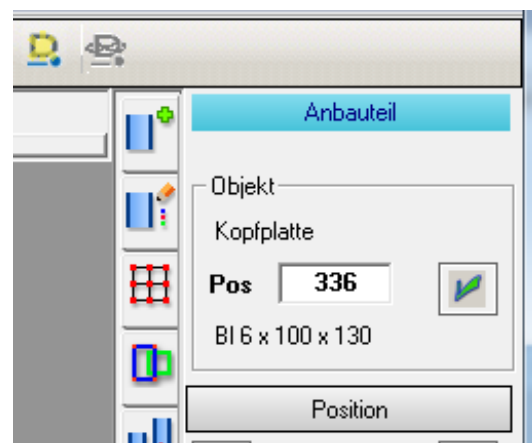 Anbauteil
Objekt
Kopfplatte
Pos 336
Bl 6 x 100 x 130
Position